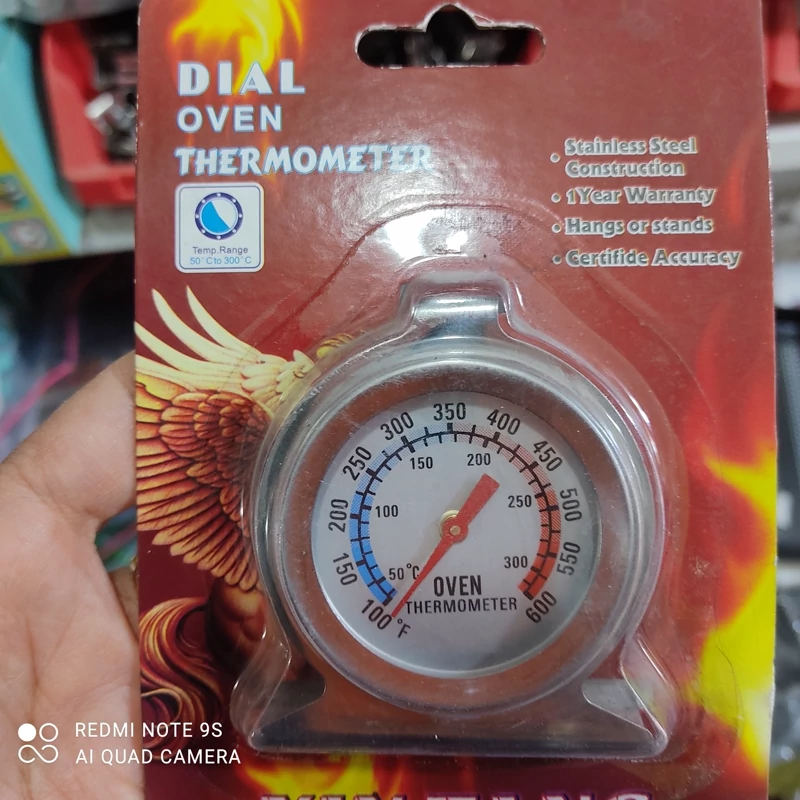 DIAL
OVEN
THERMOMETER
Temp.Range
50°C to 300°C
• Stainless Steel
Construction
• 1Year Warranty
• Hangs or stands
• Certifide Accuracy
100 °F
150
200
250
300
350
400
450
500
550
600
50 °C
100
150
200
250
300
OVEN
THERMOMETER
REDMI NOTE 9S
AI QUAD CAMERA